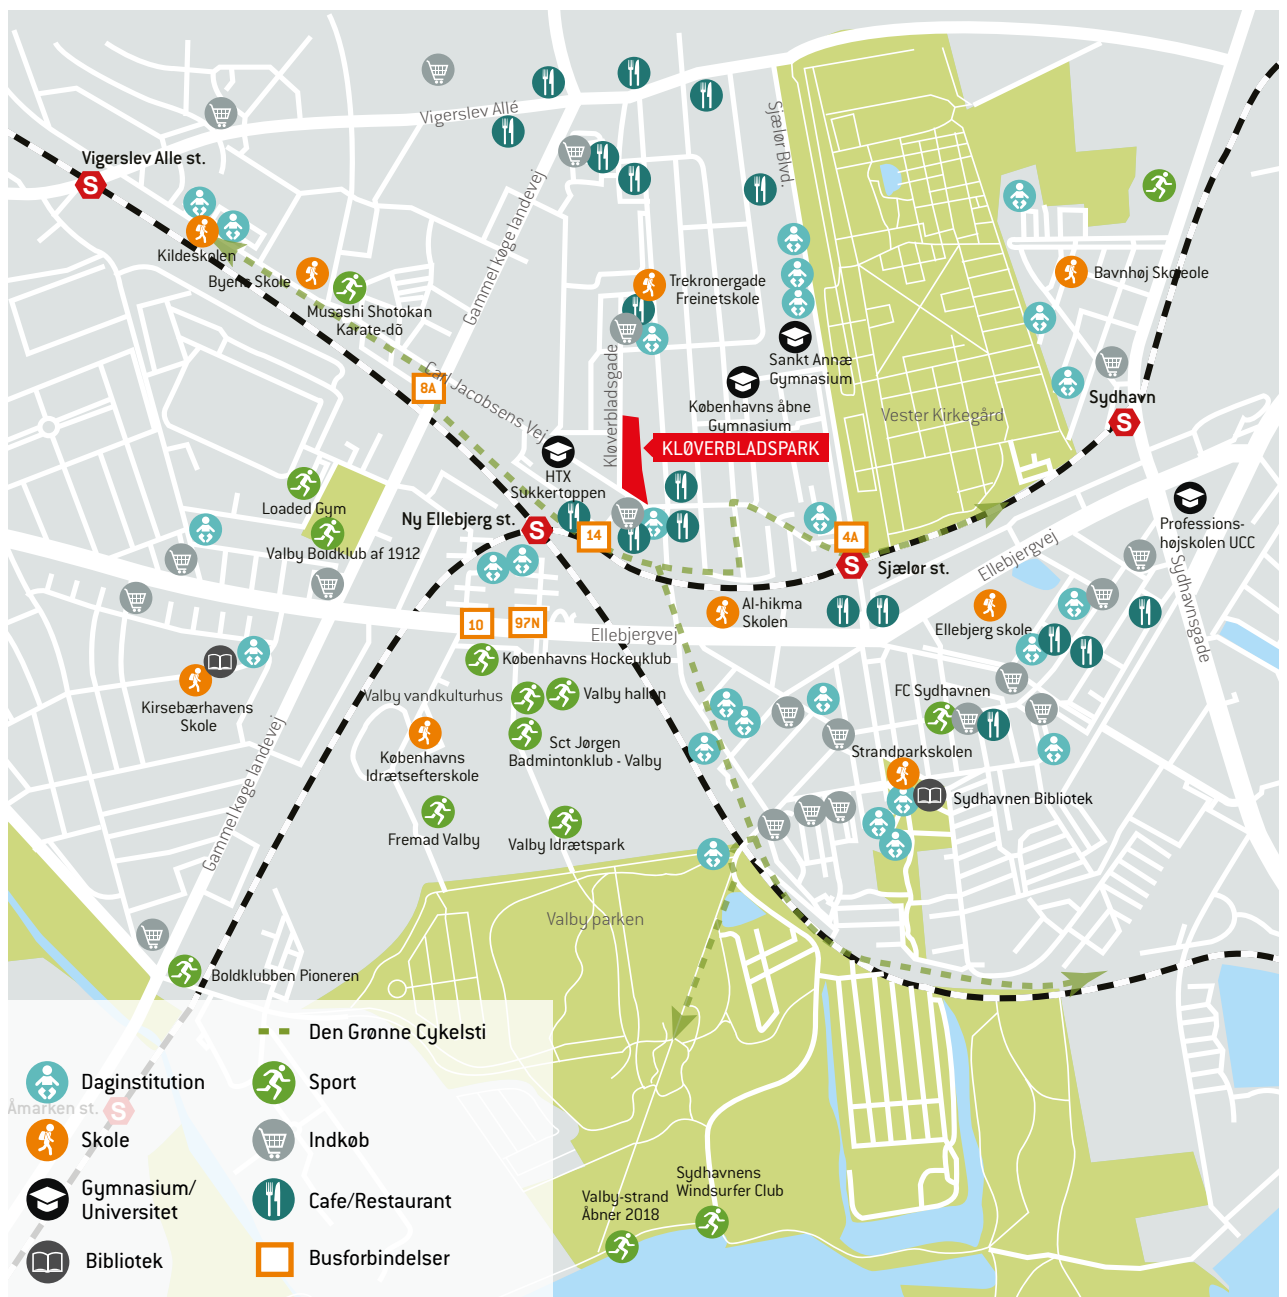 Vigerslev Allé
Sjælør Blvd.
Vigerslev Alle st.
S
Kildeskolen
Byens Skole
Musashi Shotokan
Karate-dō
Gammel køge landevej
Trekronergade
Freinetskole
Bavnhøj Skoleole
Sankt Annæ
Gymnasium
Københavns åbne
Gymnasium
Vester Kirkegård
Sydhavn
S
8A
Carl Jacobsens Vej
Kløverbladsgade
KLØVERBLADSPARK
HTX
Sukkertoppen
Loaded Gym
Valby Boldklub af 1912
Ny Ellebjerg st.
S
14
4A
S
Sjælør st.
Ellebjergvej
Professions-
højskolen UCC
Sydhavnsgade
Al-hikma
Skolen
Ellebjerg skole
10
97N
Ellebjergvej
Københavns Hockeyklub
Valby vandkulturhus
Valby hallen
Kirsebærhavens
Skole
FC Sydhavnen
Københavns
Idrætsefterskole
Sct Jørgen
Badmintonklub - Valby
Strandparkskolen
Sydhavnen Bibliotek
Gammel køge landevej
Fremad Valby
Valby Idrætspark
Valby parken
Boldklubben Pioneren
Den Grønne Cykelsti
Daginstitution
Sport
Åmarken st.
S
Skole
Indkøb
Gymnasium/
Universitet
Cafe/Restaurant
Bibliotek
Busforbindelser
Sydhavnens
Windsurfer Club
Valby-strand
Åbner 2018